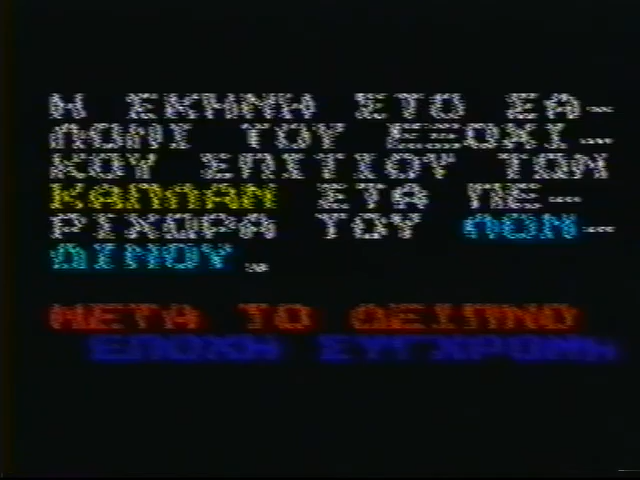 Η ΣΚΗΝΗ ΣΤΟ ΣΑ-
ΛΟΝΙ ΤΟΥ ΕΞΟΧΙ-
ΚΟΥ ΣΠΙΤΙΟΥ ΤΩΝ
ΚΑΠΛΑΝ ΣΤΑ ΠΕ-
ΡΙΧΩΡΑ ΤΟΥ ΛΟΝ-
ΔΙΝΟΥ.
ΜΕΤΑ ΤΟ ΔΕΙΠΝΟ
ΕΠΟΧΗ ΣΥΓΧΡΟΝΗ